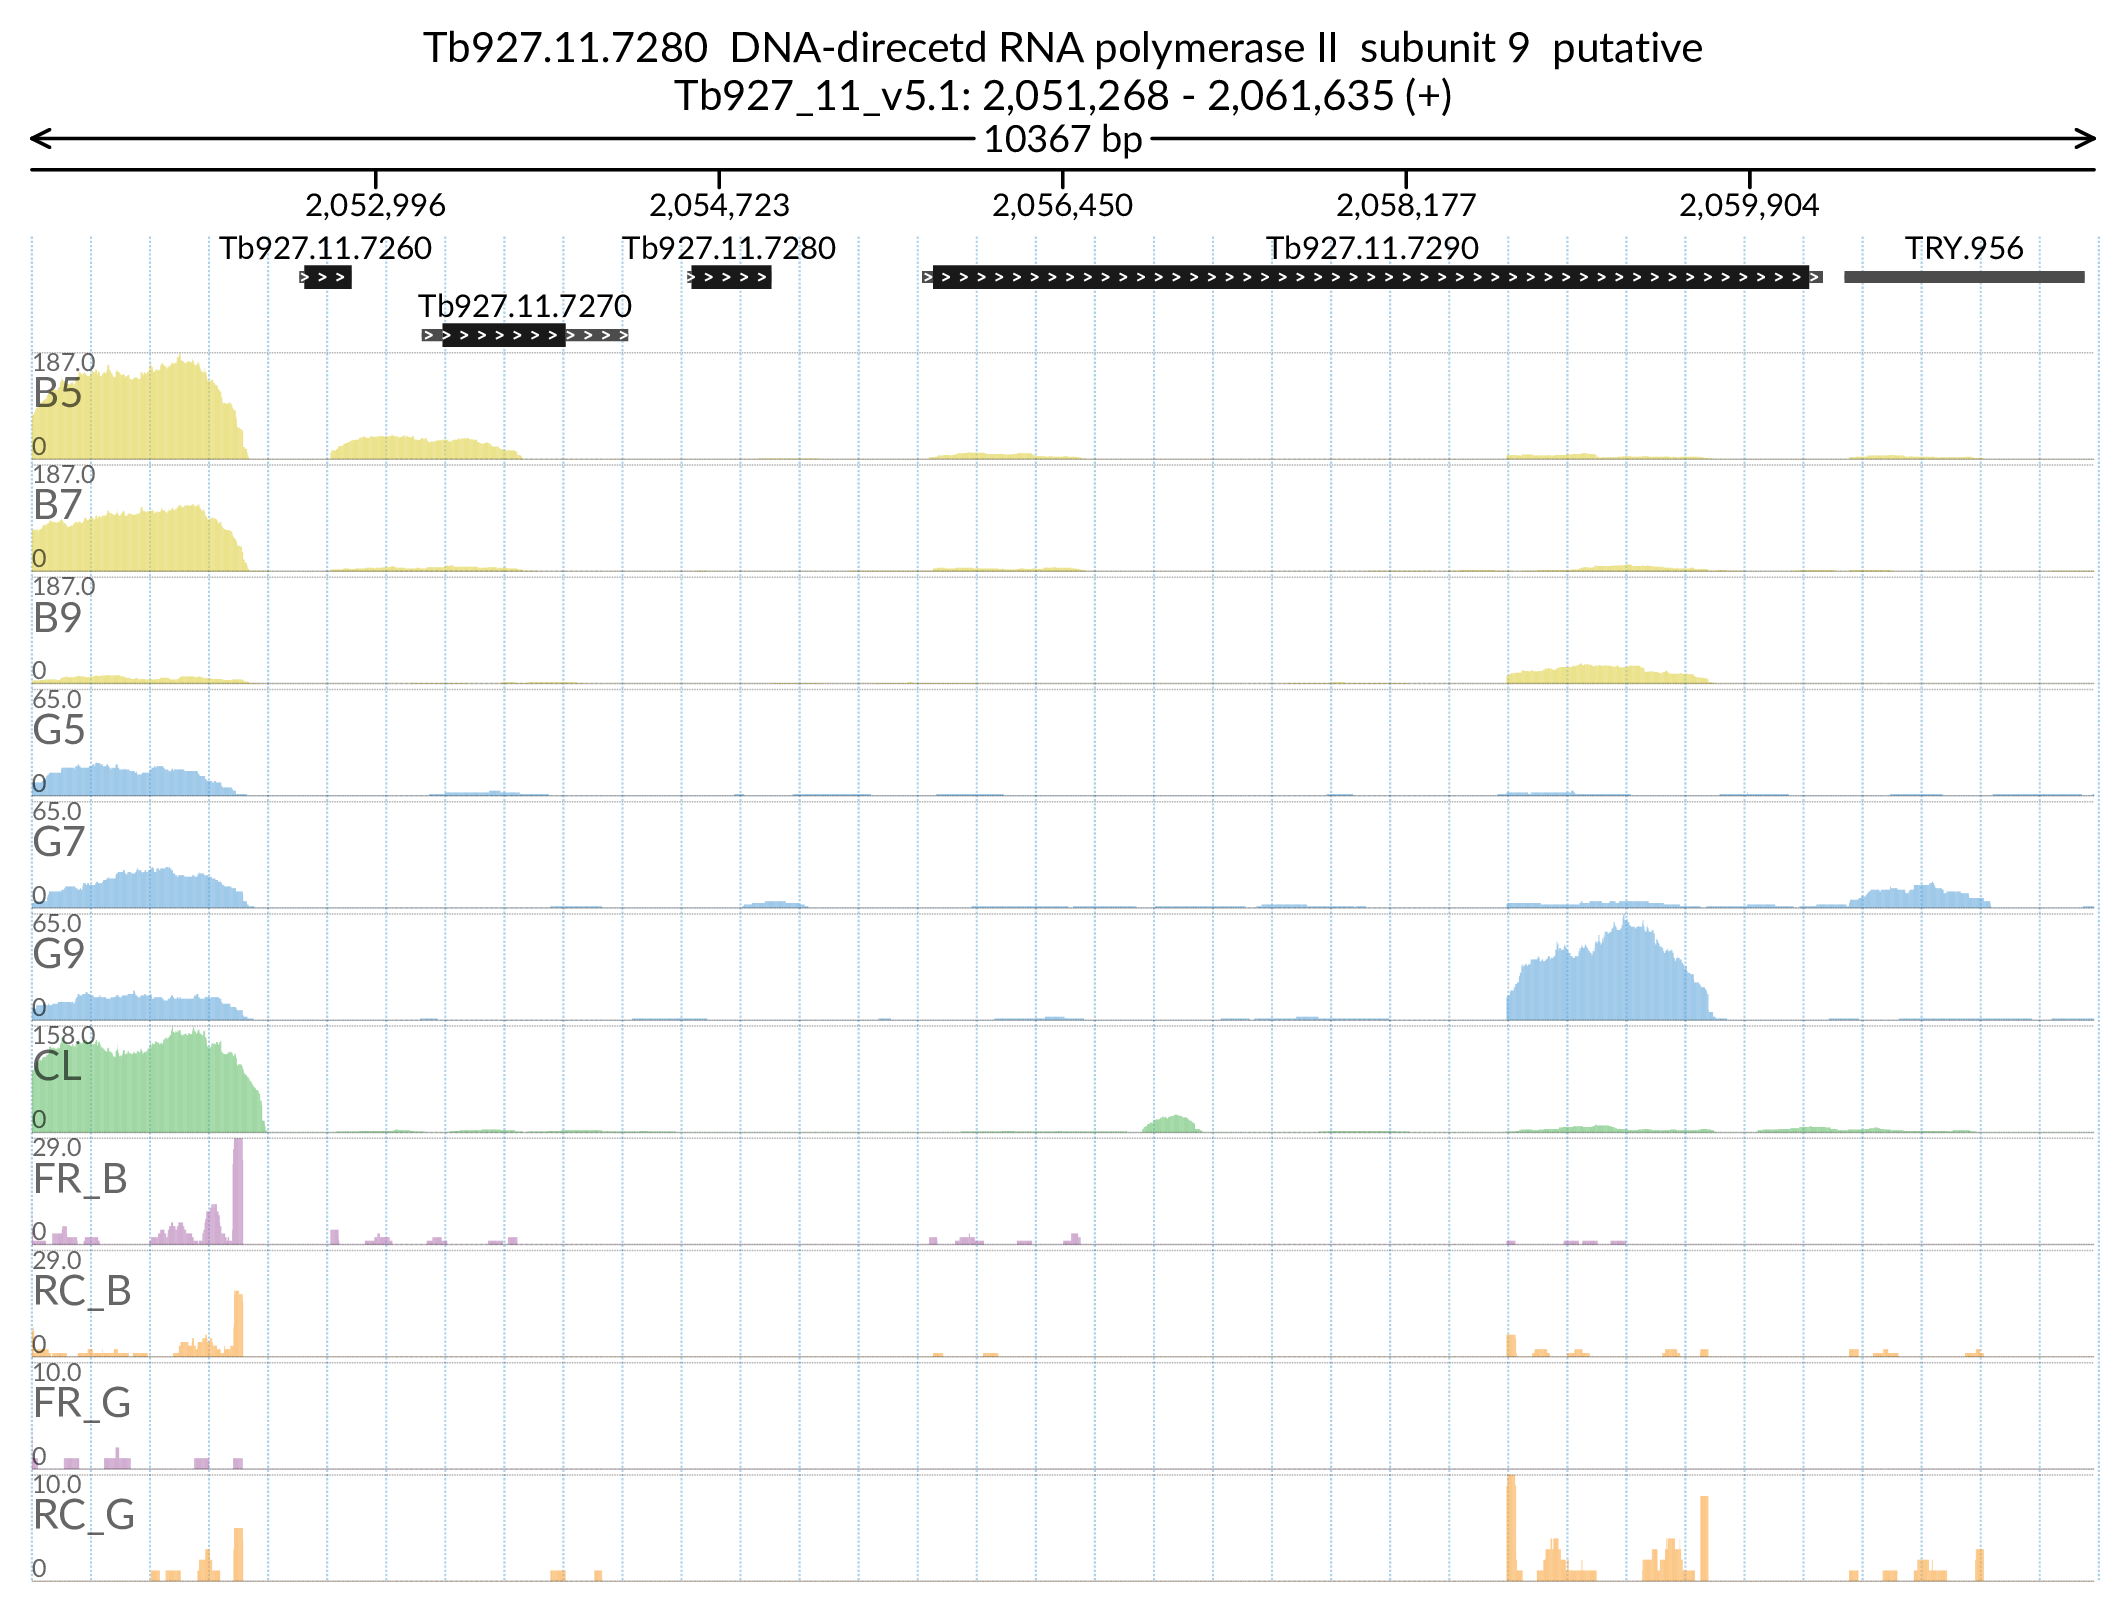 Tb927.11.7280 DNA-direcetd RNA polymerase II subunit 9 putative
Tb927_11_v5.1: 2,051,268 - 2,061,635 (+)
10367 bp
2,052,996 2,054,723 2,056,450 2,058,177 2,059,904
Tb927.11.7260 Tb927.11.7280 Tb927.11.7290 TRY.956
Tb927.11.7270
187.0
B5
0
187.0
B7
0
187.0
B9
0
65.0
G5
0
65.0
G7
0
65.0
G9
0
158.0
CL
0
29.0
FR_B
0
29.0
RC_B
0
10.0
FR_G
0
10.0
RC_G
0